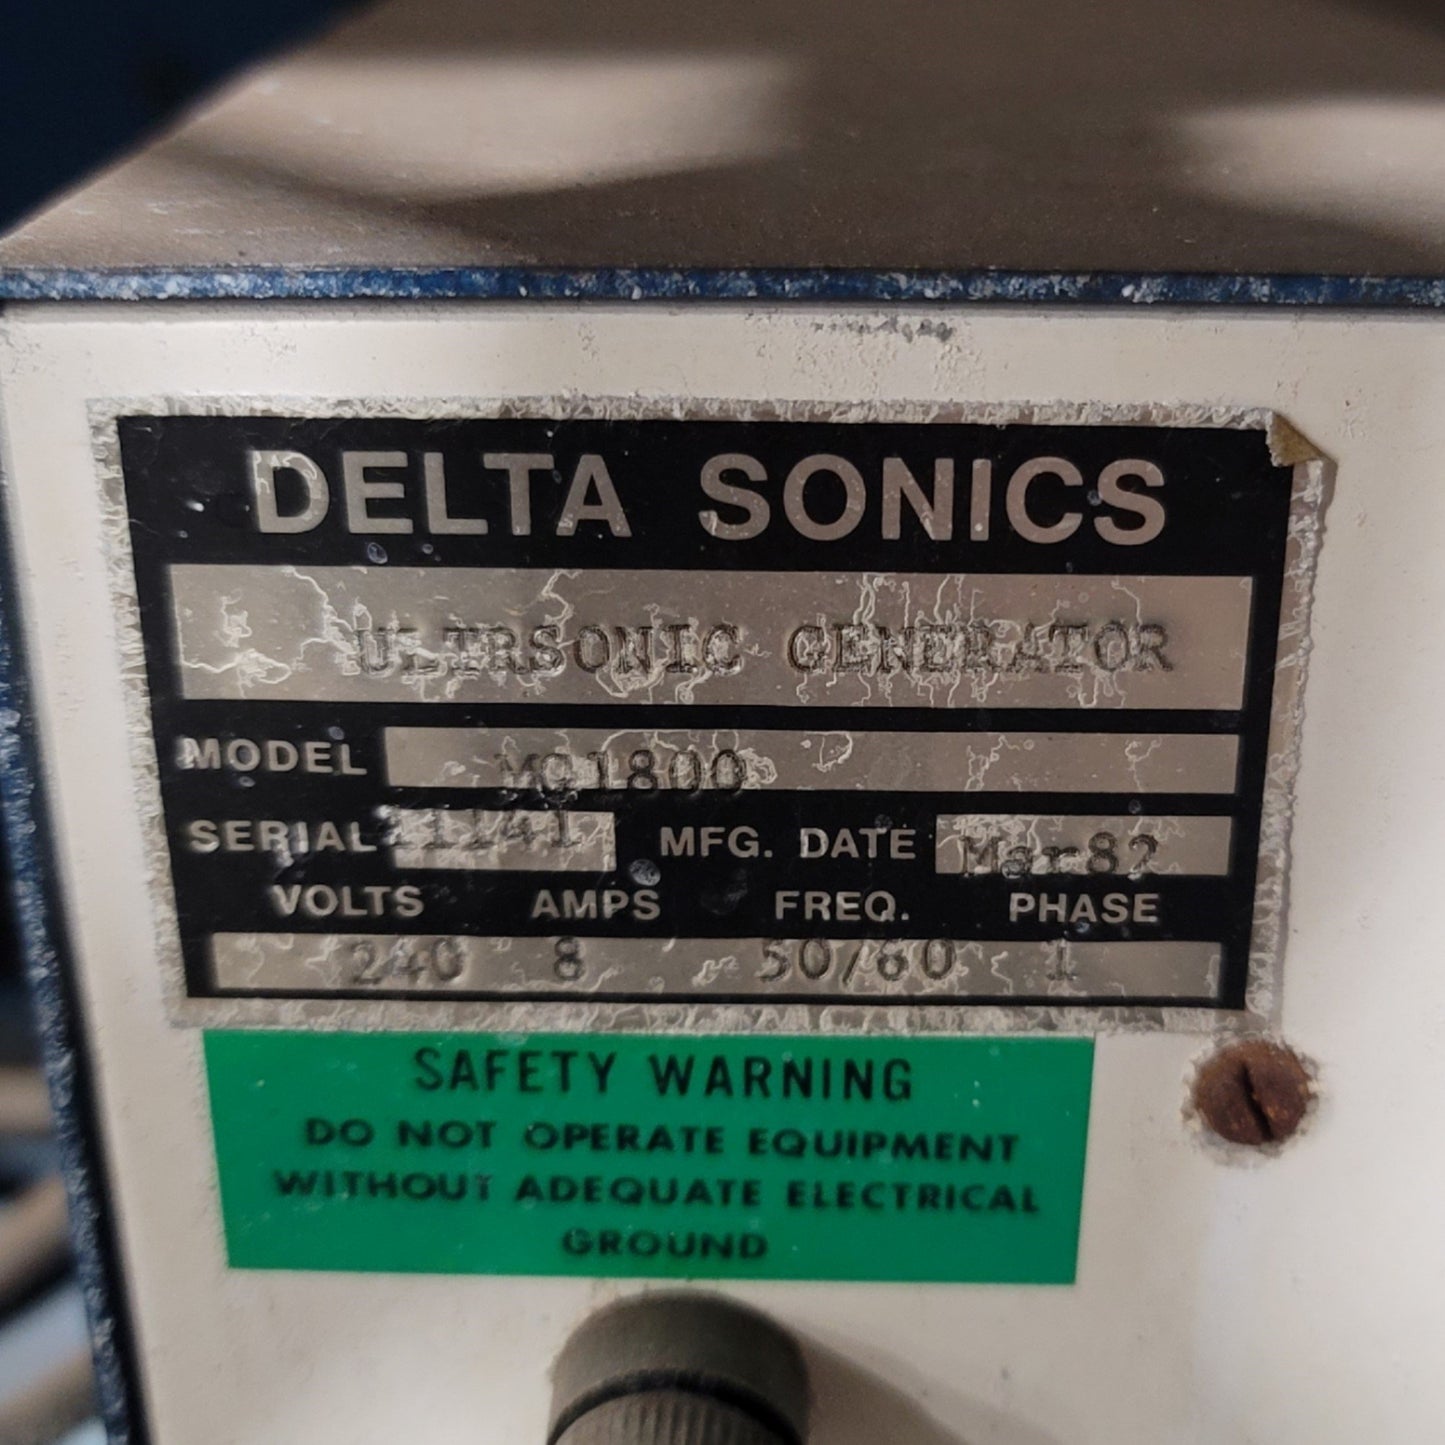 DELTA SONICS
ULTRSONIC GENERATOR
MODEL MG1800
SERIAL 11141 MFG. DATE Mar82
VOLTS AMPS FREQ. PHASE
240 8 50/60 1
SAFETY WARNING
DO NOT OPERATE EQUIPMENT
WITHOUT ADEQUATE ELECTRICAL
GROUND